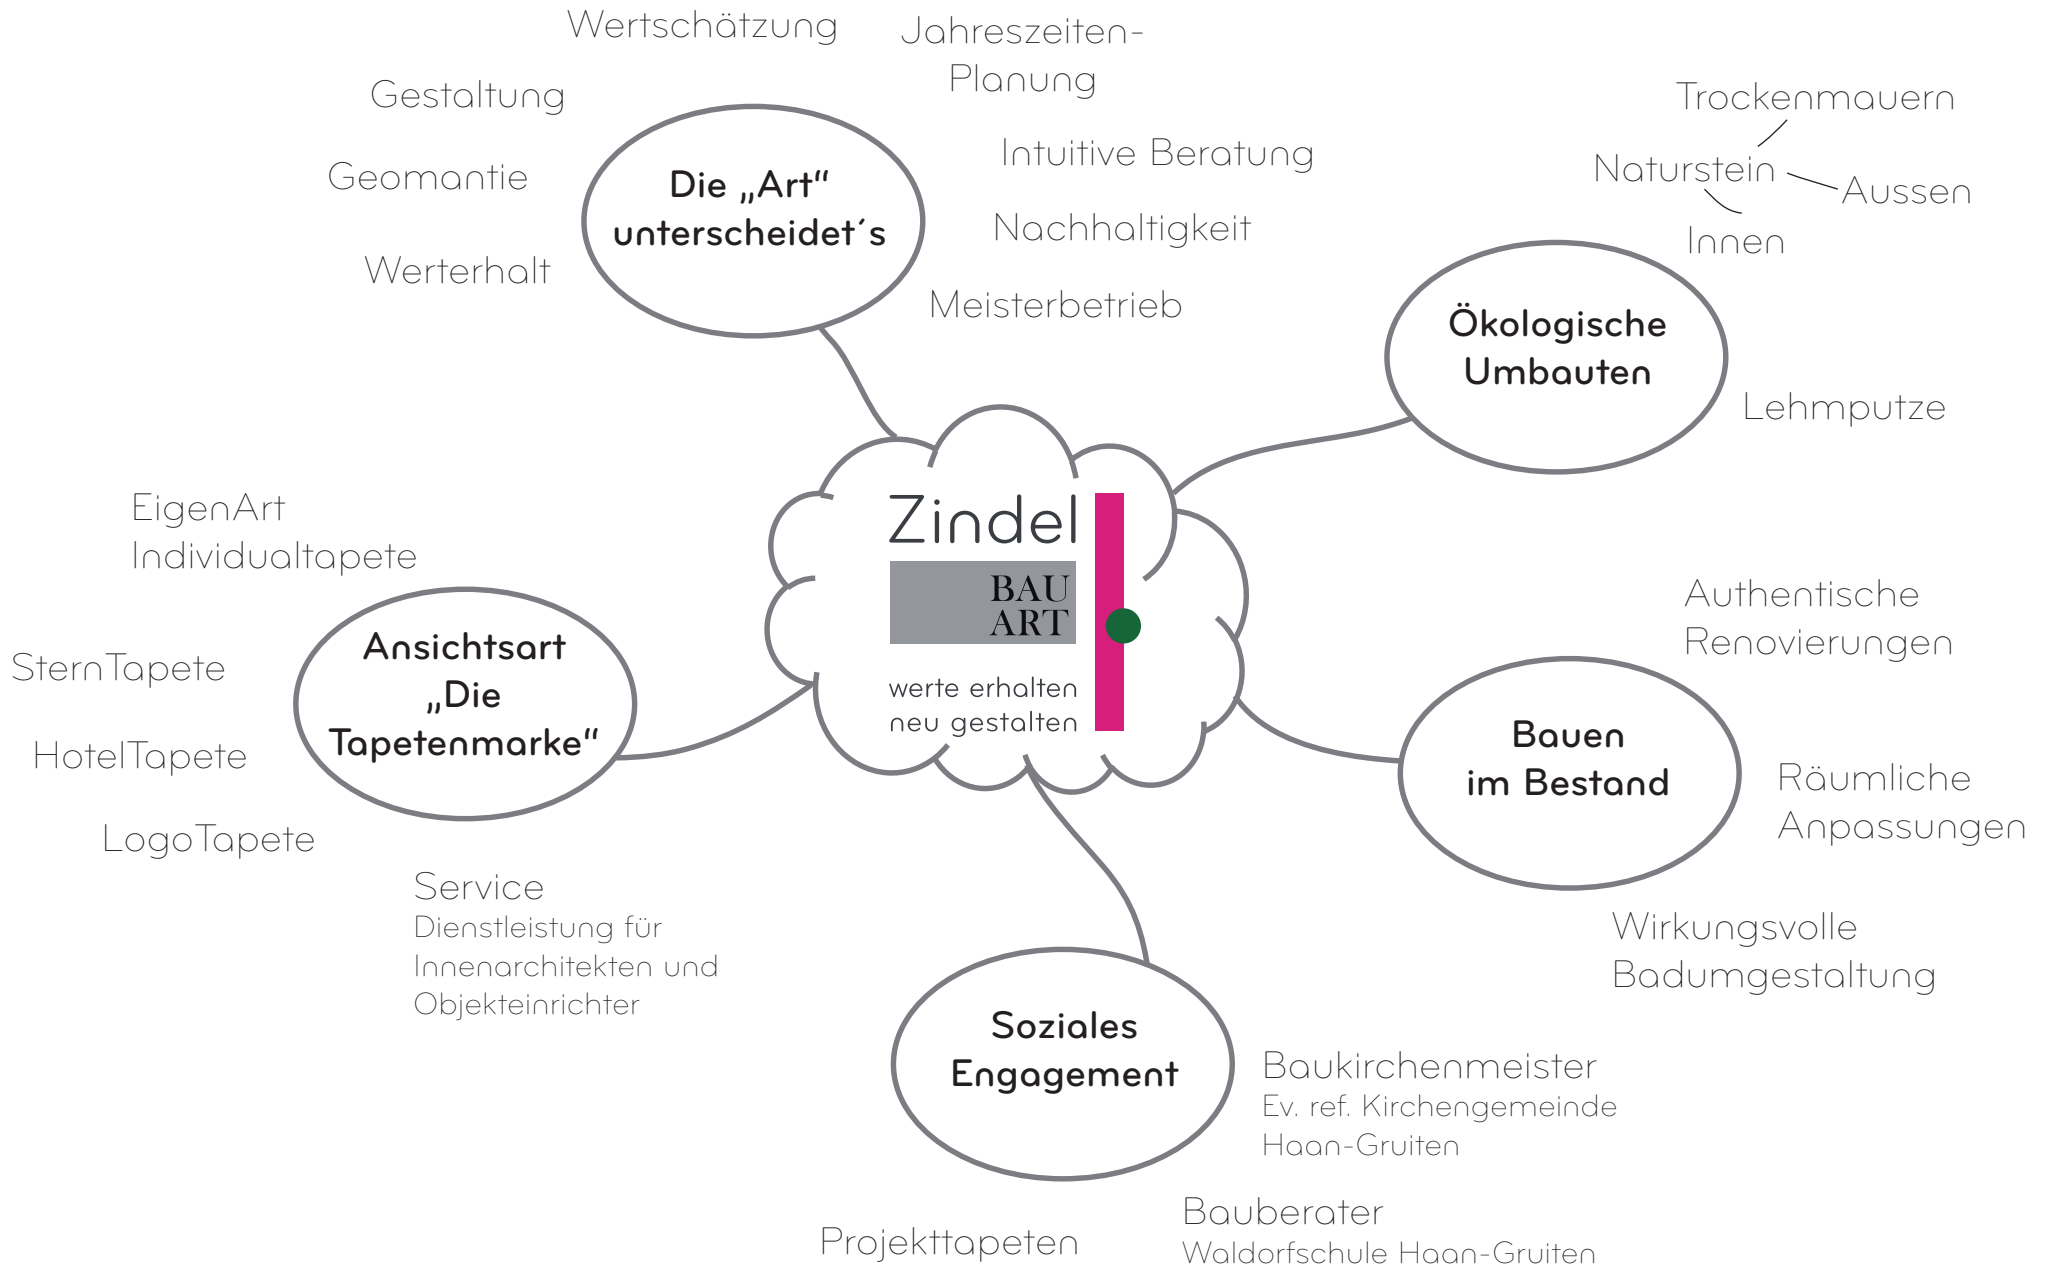 Wertschätzung
Jahreszeiten-
Planung
Gestaltung
Geomantie
Werterhalt
Die „Art“
unterscheidet´s
Intuitive Beratung
Nachhaltigkeit
Meisterbetrieb
Trockenmauern
Naturstein
Aussen
Innen
Ökologische
Umbauten
Lehmputze
Zindel
BAU
ART
werte erhalten
neu gestalten
EigenArt
Individualtapete
Ansichtsart
„Die
Tapetenmarke“
SternTapete
HotelTapete
LogoTapete
Service
Dienstleistung für
Innenarchitekten und
Objekteinrichter
Authentische
Renovierungen
Bauen
im Bestand
Räumliche
Anpassungen
Wirkungsvolle
Badumgestaltung
Soziales
Engagement
Baukirchenmeister
Ev. ref. Kirchengemeinde
Haan-Gruiten
Projekttapeten
Bauberater
Waldorfschule Haan-Gruiten